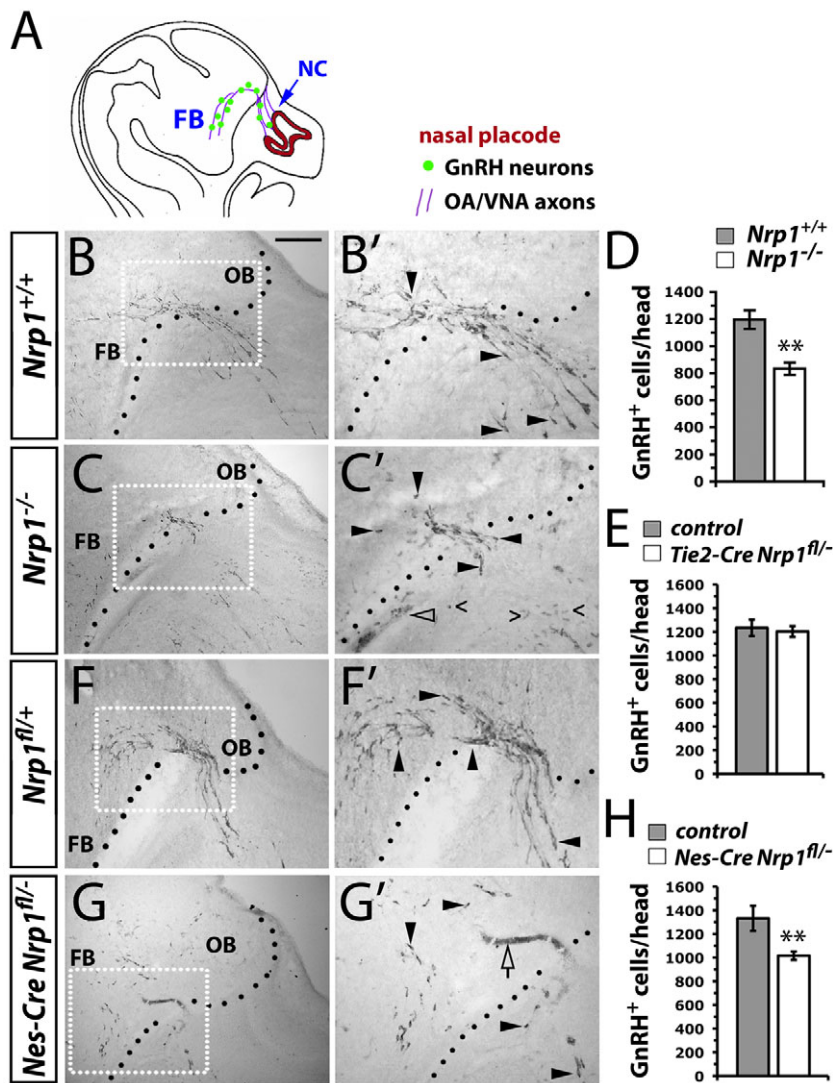 A
NC
FB
nasal placode
GnRH neurons
OA/VNA axons
Nrp1+/+
B
OB
FB
B'
D
Nrp1+/+
Nrp1-/-
GnRH+ cells/head
1400
1200
1000
800
600
400
200
0
**
Nrp1-/-
C
OB
FB
C'
<
>
<
E
control
Tie2-Cre Nrp1fl/-
GnRH+ cells/head
1600
1400
1200
1000
800
600
400
200
0
Nrp1fl/+
F
OB
FB
F'
Nes-Cre Nrp1fl/-
G
FB
OB
G'
H
control
Nes-Cre Nrp1fl/-
GnRH+ cells/head
1600
1400
1200
1000
800
600
400
200
0
**